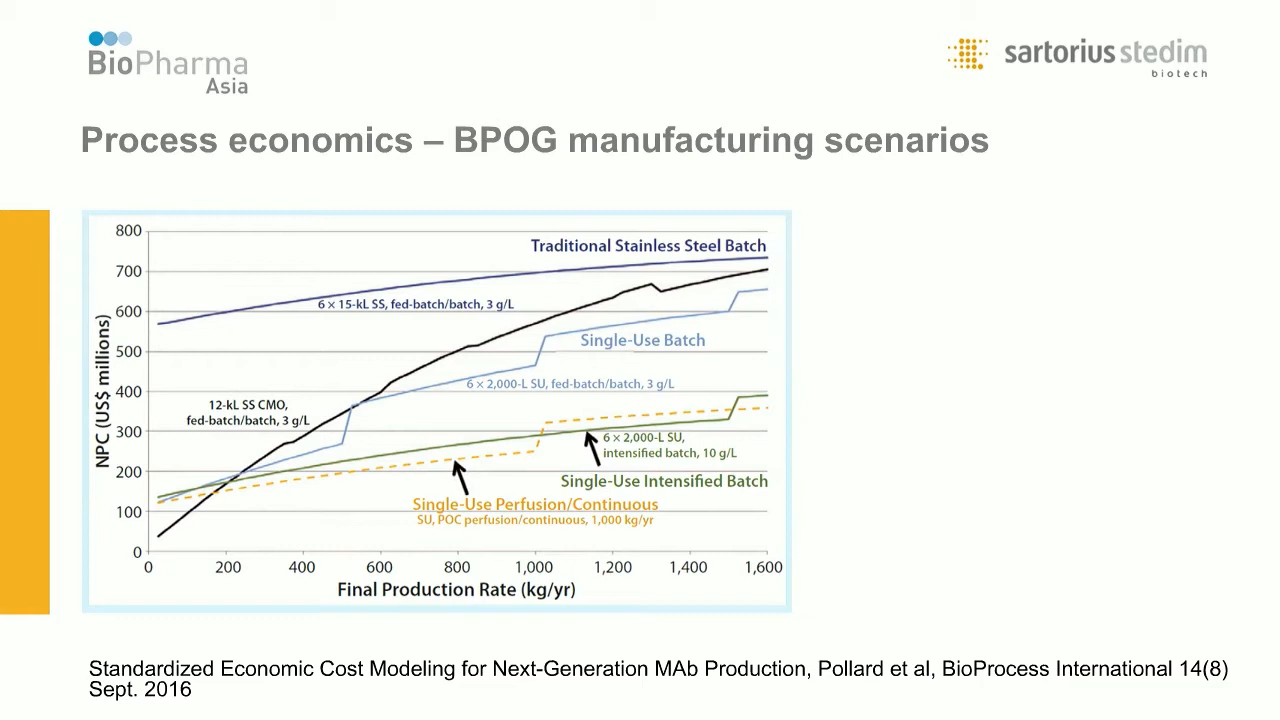 BioPharma
Asia
sartorius stedim
biotech
Process economics – BPOG manufacturing scenarios
800
700
600
500
400
300
200
100
0
NPC (US$ millions)
Traditional Stainless Steel Batch
6 × 15-kL SS, fed-batch/batch, 3 g/L
Single-Use Batch
6 × 2,000-L SU, fed-batch/batch, 3 g/L
12-kL SS CMO,
fed-batch/batch, 3 g/L
6 × 2,000-L SU,
intensified batch, 10 g/L
Single-Use Intensified Batch
Single-Use Perfusion/Continuous
SU, POC perfusion/continuous, 1,000 kg/yr
0 200 400 600 800 1,000 1,200 1,400 1,600
Final Production Rate (kg/yr)
Standardized Economic Cost Modeling for Next-Generation MAb Production, Pollard et al, BioProcess International 14(8)
Sept. 2016